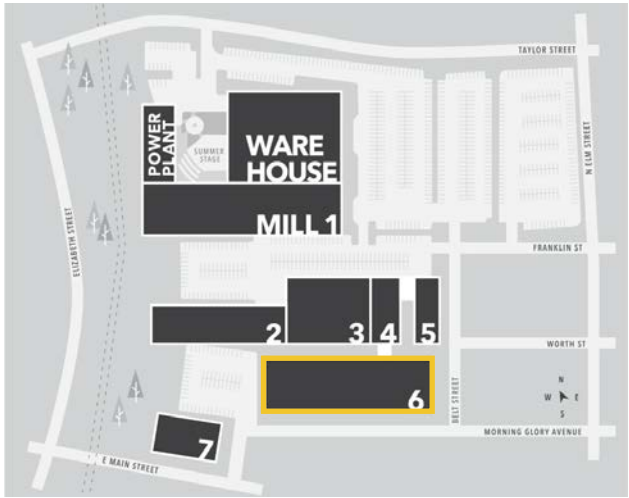 TAYLOR STREET
N ELM STREET
POWER
PLANT
SUMMER
STAGE
WARE
HOUSE
MILL 1
ELIZABETH STREET
FRANKLIN ST
2
3
4
5
WORTH ST
6
BELT STREET
N
W E
S
7
MORNING GLORY AVENUE
E MAIN STREET